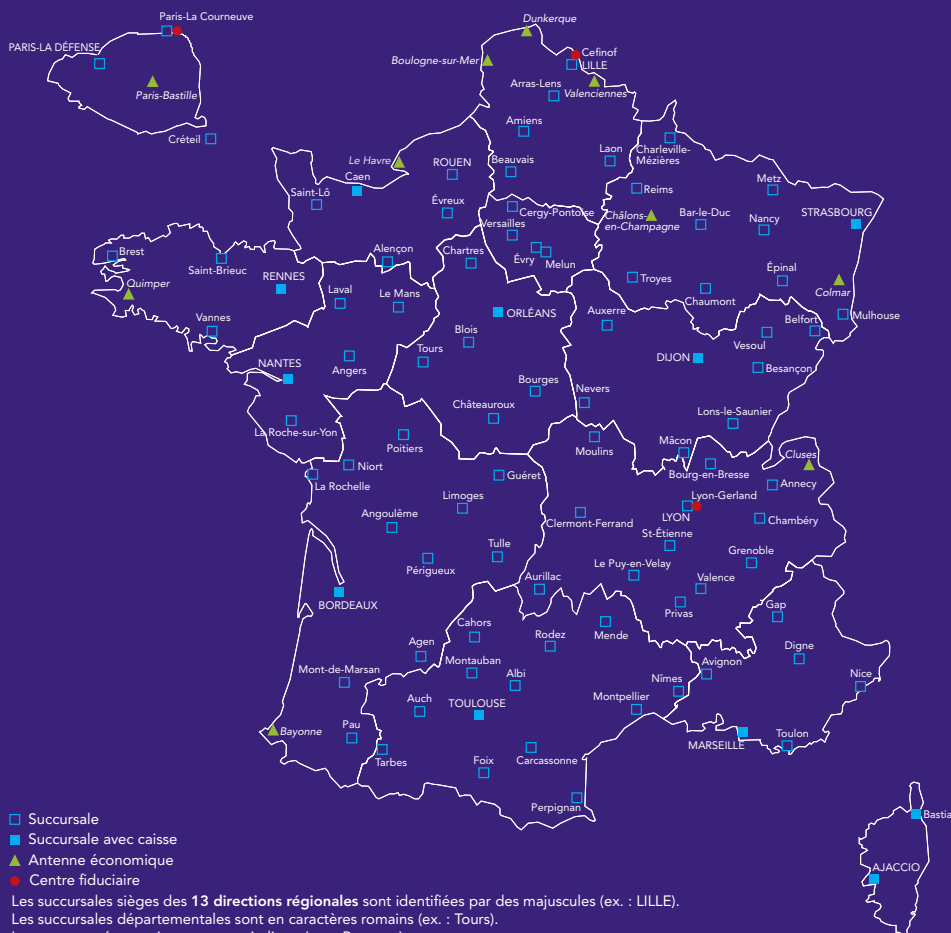 Dunkerque
Paris-La Courneuve
PARIS-LA DÉFENSE
Cefinof
Boulogne-sur-Mer
LILLE
Arras-Lens
Valenciennes
Paris-Bastille
Amiens
Créteil
Laon
Charleville-
Mézières
Le Havre
ROUEN
Beauvais
Caen
Metz
Saint-Lô
Reims
Évreux
Cergy-Pontoise
Châlons-
en-Champagne
Bar-le-Duc
STRASBOURG
Versailles
Nancy
Brest
Alençon
Chartres
Évry
Melun
Saint-Brieuc
RENNES
Troyes
Épinal
Quimper
Laval
Le Mans
Chaumont
Colmar
Vannes
ORLÉANS
Auxerre
Mulhouse
Belfort
Blois
Vesoul
NANTES
Angers
Tours
DIJON
Besançon
Bourges
Nevers
Châteauroux
Lons-le-Saunier
La Roche-sur-Yon
Poitiers
Moulins
Mâcon
Cluses
Niort
Bourg-en-Bresse
La Rochelle
Guéret
Annecy
Lyon-Gerland
Limoges
Angoulême
Clermont-Ferrand
LYON
Chambéry
St-Étienne
Tulle
Grenoble
Périgueux
Le Puy-en-Velay
Aurillac
Valence
BORDEAUX
Privas
Gap
Cahors
Rodez
Mende
Agen
Digne
Mont-de-Marsan
Montauban
Avignon
Albi
Nîmes
Nice
Auch
TOULOUSE
Montpellier
Bayonne
Pau
MARSEILLE
Toulon
Tarbes
Foix
Carcassonne
Perpignan
Bastia
AJACCIO
Succursale
Succursale avec caisse
Antenne économique
Centre fiduciaire
Les succursales sièges des 13 directions régionales sont identifiées par des majuscules (ex. : LILLE).
Les succursales départementales sont en caractères romains (ex. : Tours).